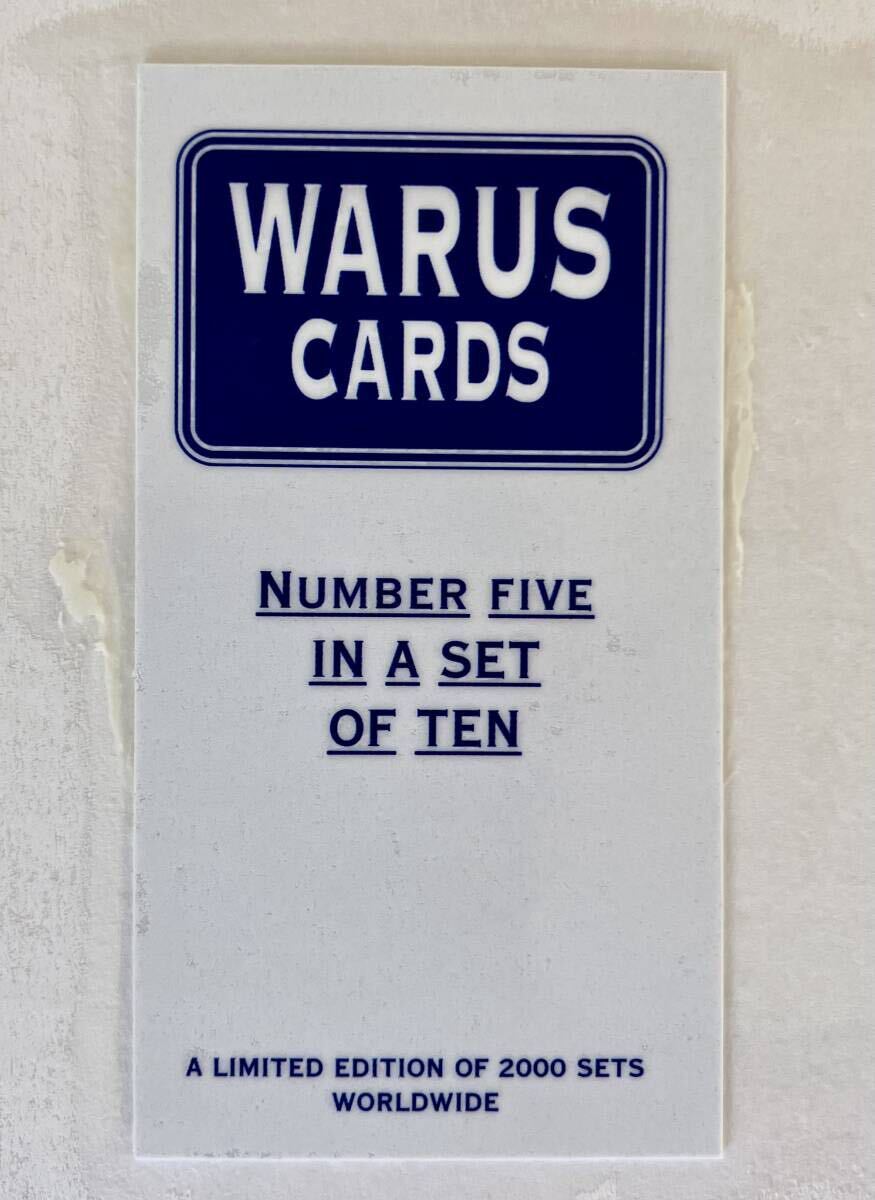 WARUS
CARDS
NUMBER FIVE
IN A SET
OF TEN
A LIMITED EDITION OF 2000 SETS
WORLDWIDE